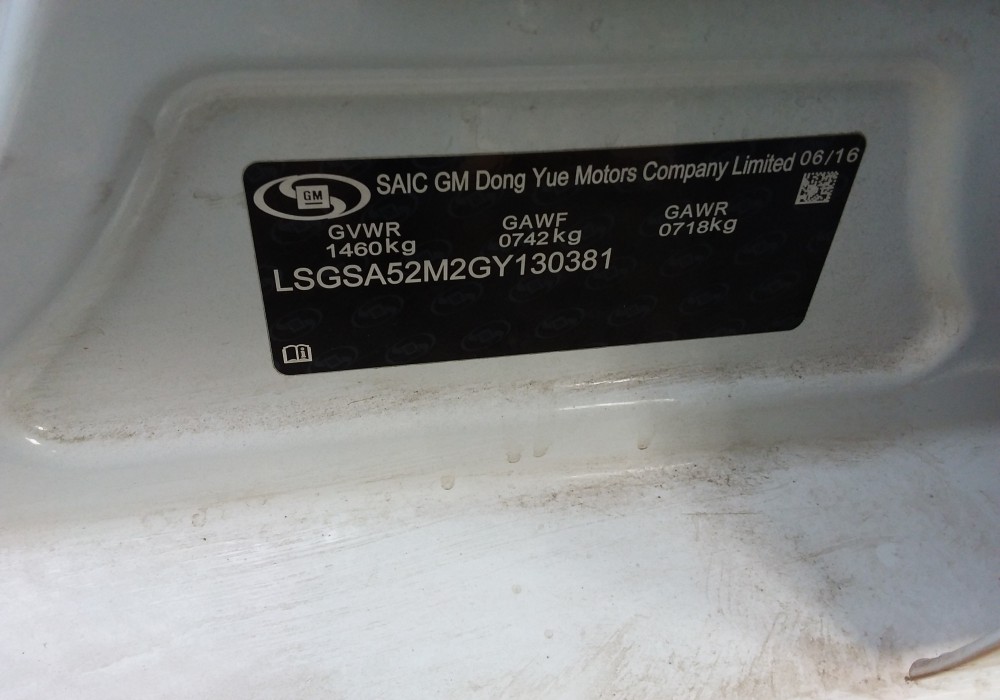 GM
SAIC GM Dong Yue Motors Company Limited 06/16
GVWR GAWF GAWR
1460kg 0742kg 0718kg
LSGSA52M2GY130381